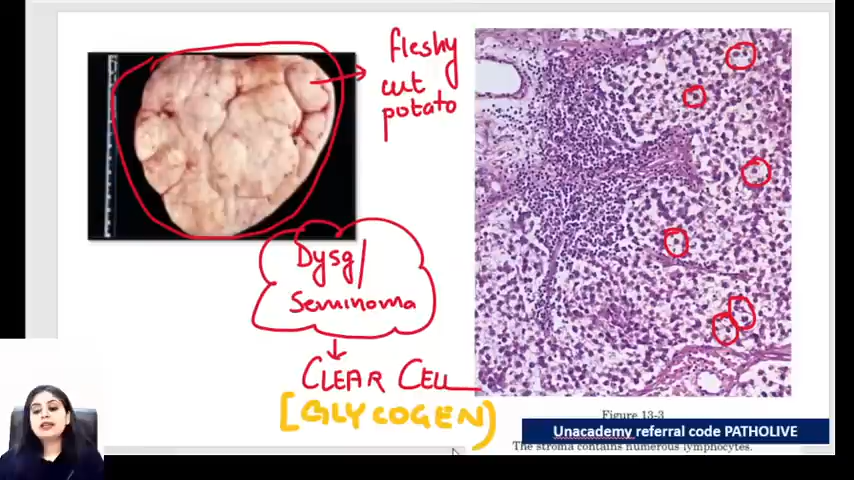 fleshy
cut
potato
Dysg/
Seminoma
CLEAR CELL
[GLYCOGEN)
Figure 13-3
Unacademy referral code PATHOLIVE
The stroma contains numerous lymphocytes.